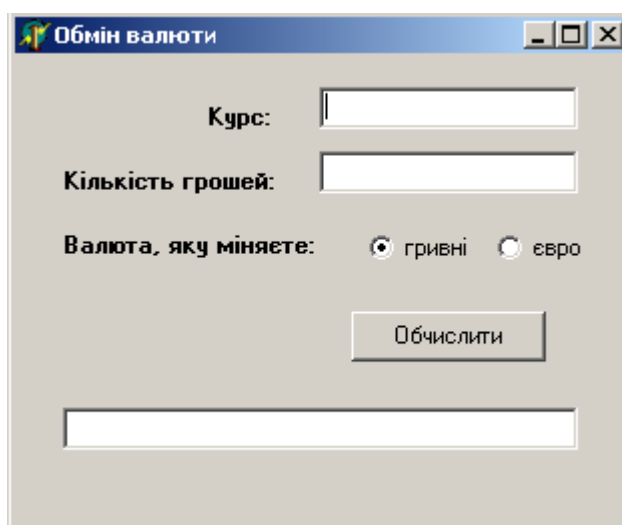 Обмін валюти
Курс:
Кількість грошей:
Валюта, яку міняєте: гривні євро
Обчислити